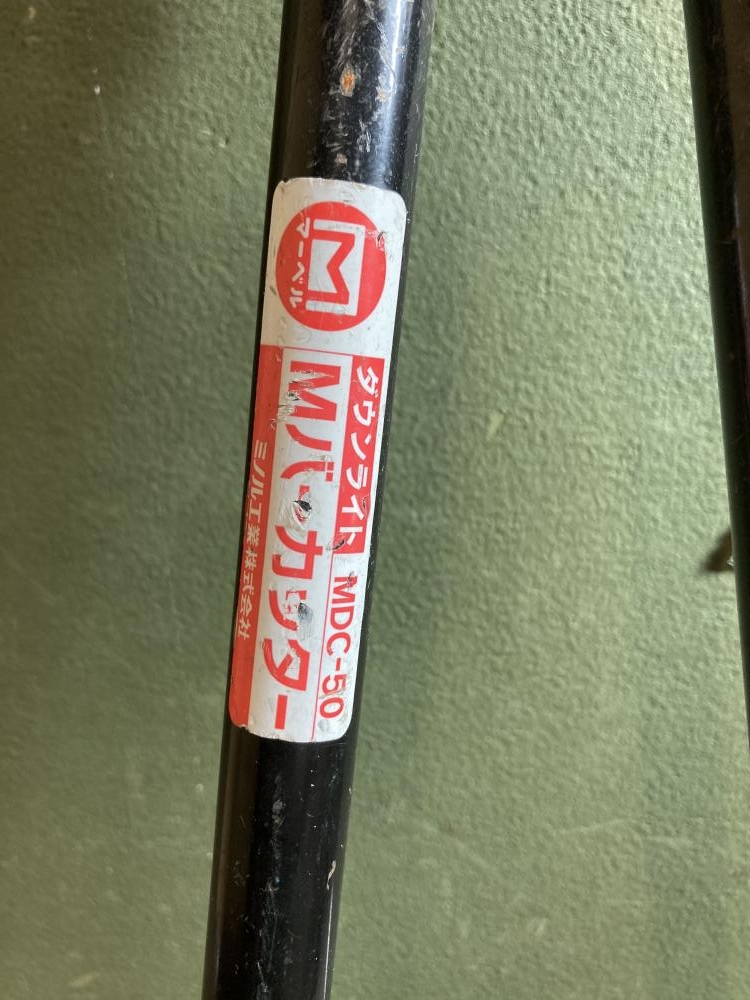 M
マーベル
ダウンライト MDC-50
Mバーカッター
ミノル工業株式会社